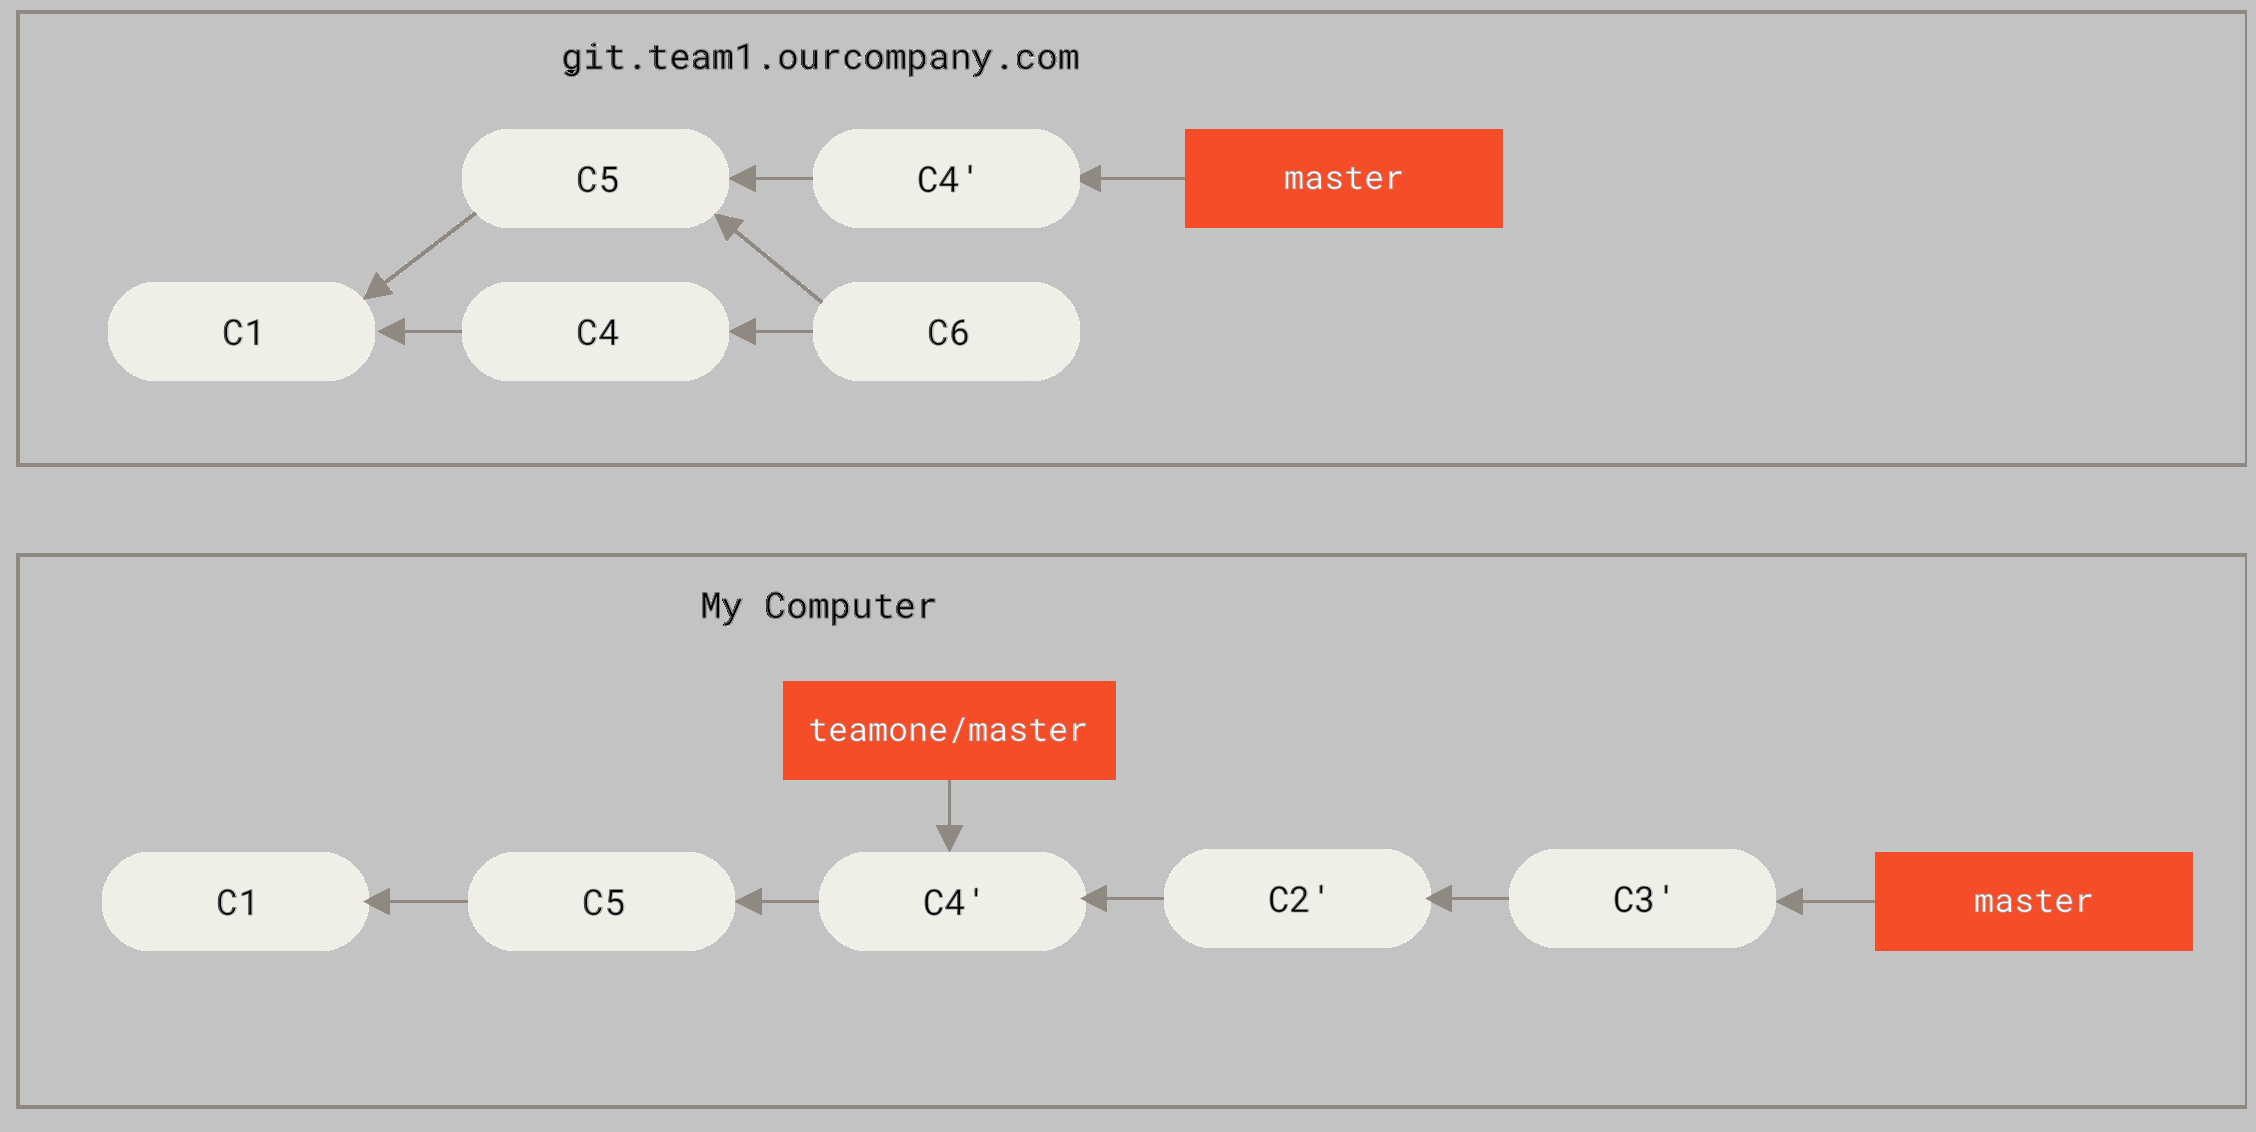 git.team1.ourcompany.com
C5
C4'
master
C1
C4
C6
My Computer
teamone/master
C1
C5
C4'
C2'
C3'
master